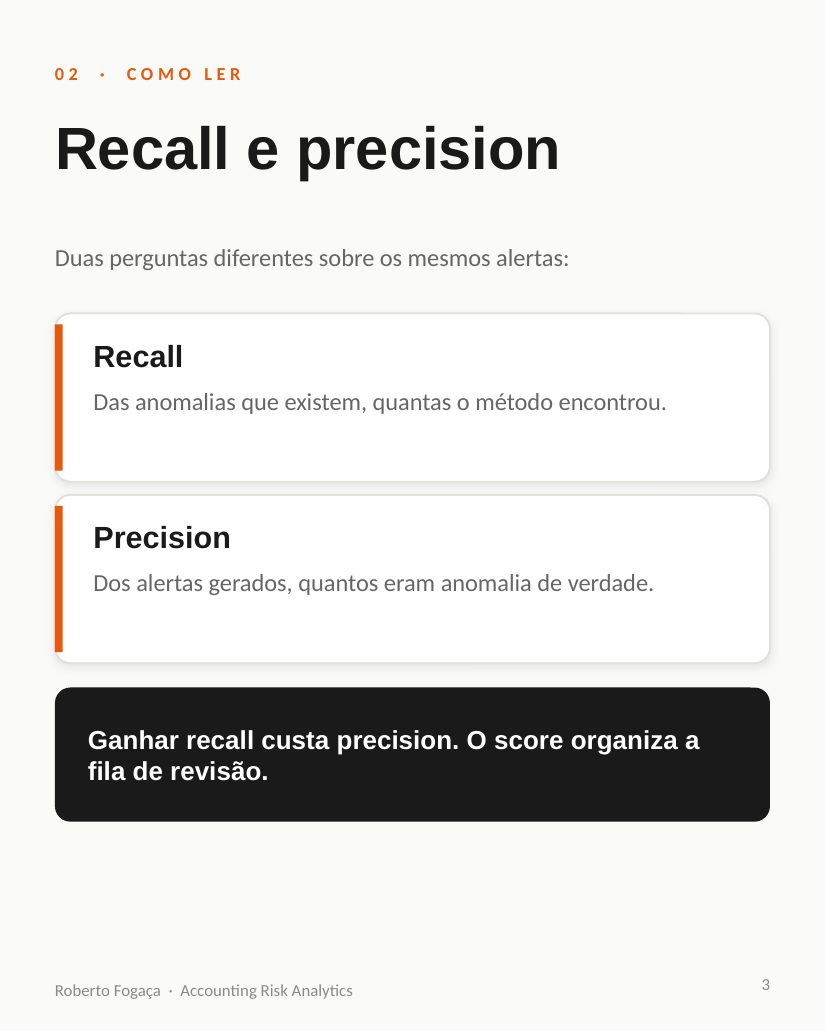 02 · COMO LER
Recall e precision
Duas perguntas diferentes sobre os mesmos alertas:
Recall
Das anomalias que existem, quantas o método encontrou.
Precision
Dos alertas gerados, quantos eram anomalia de verdade.
Ganhar recall custa precision. O score organiza a
fila de revisão.
Roberto Fogaça · Accounting Risk Analytics
3